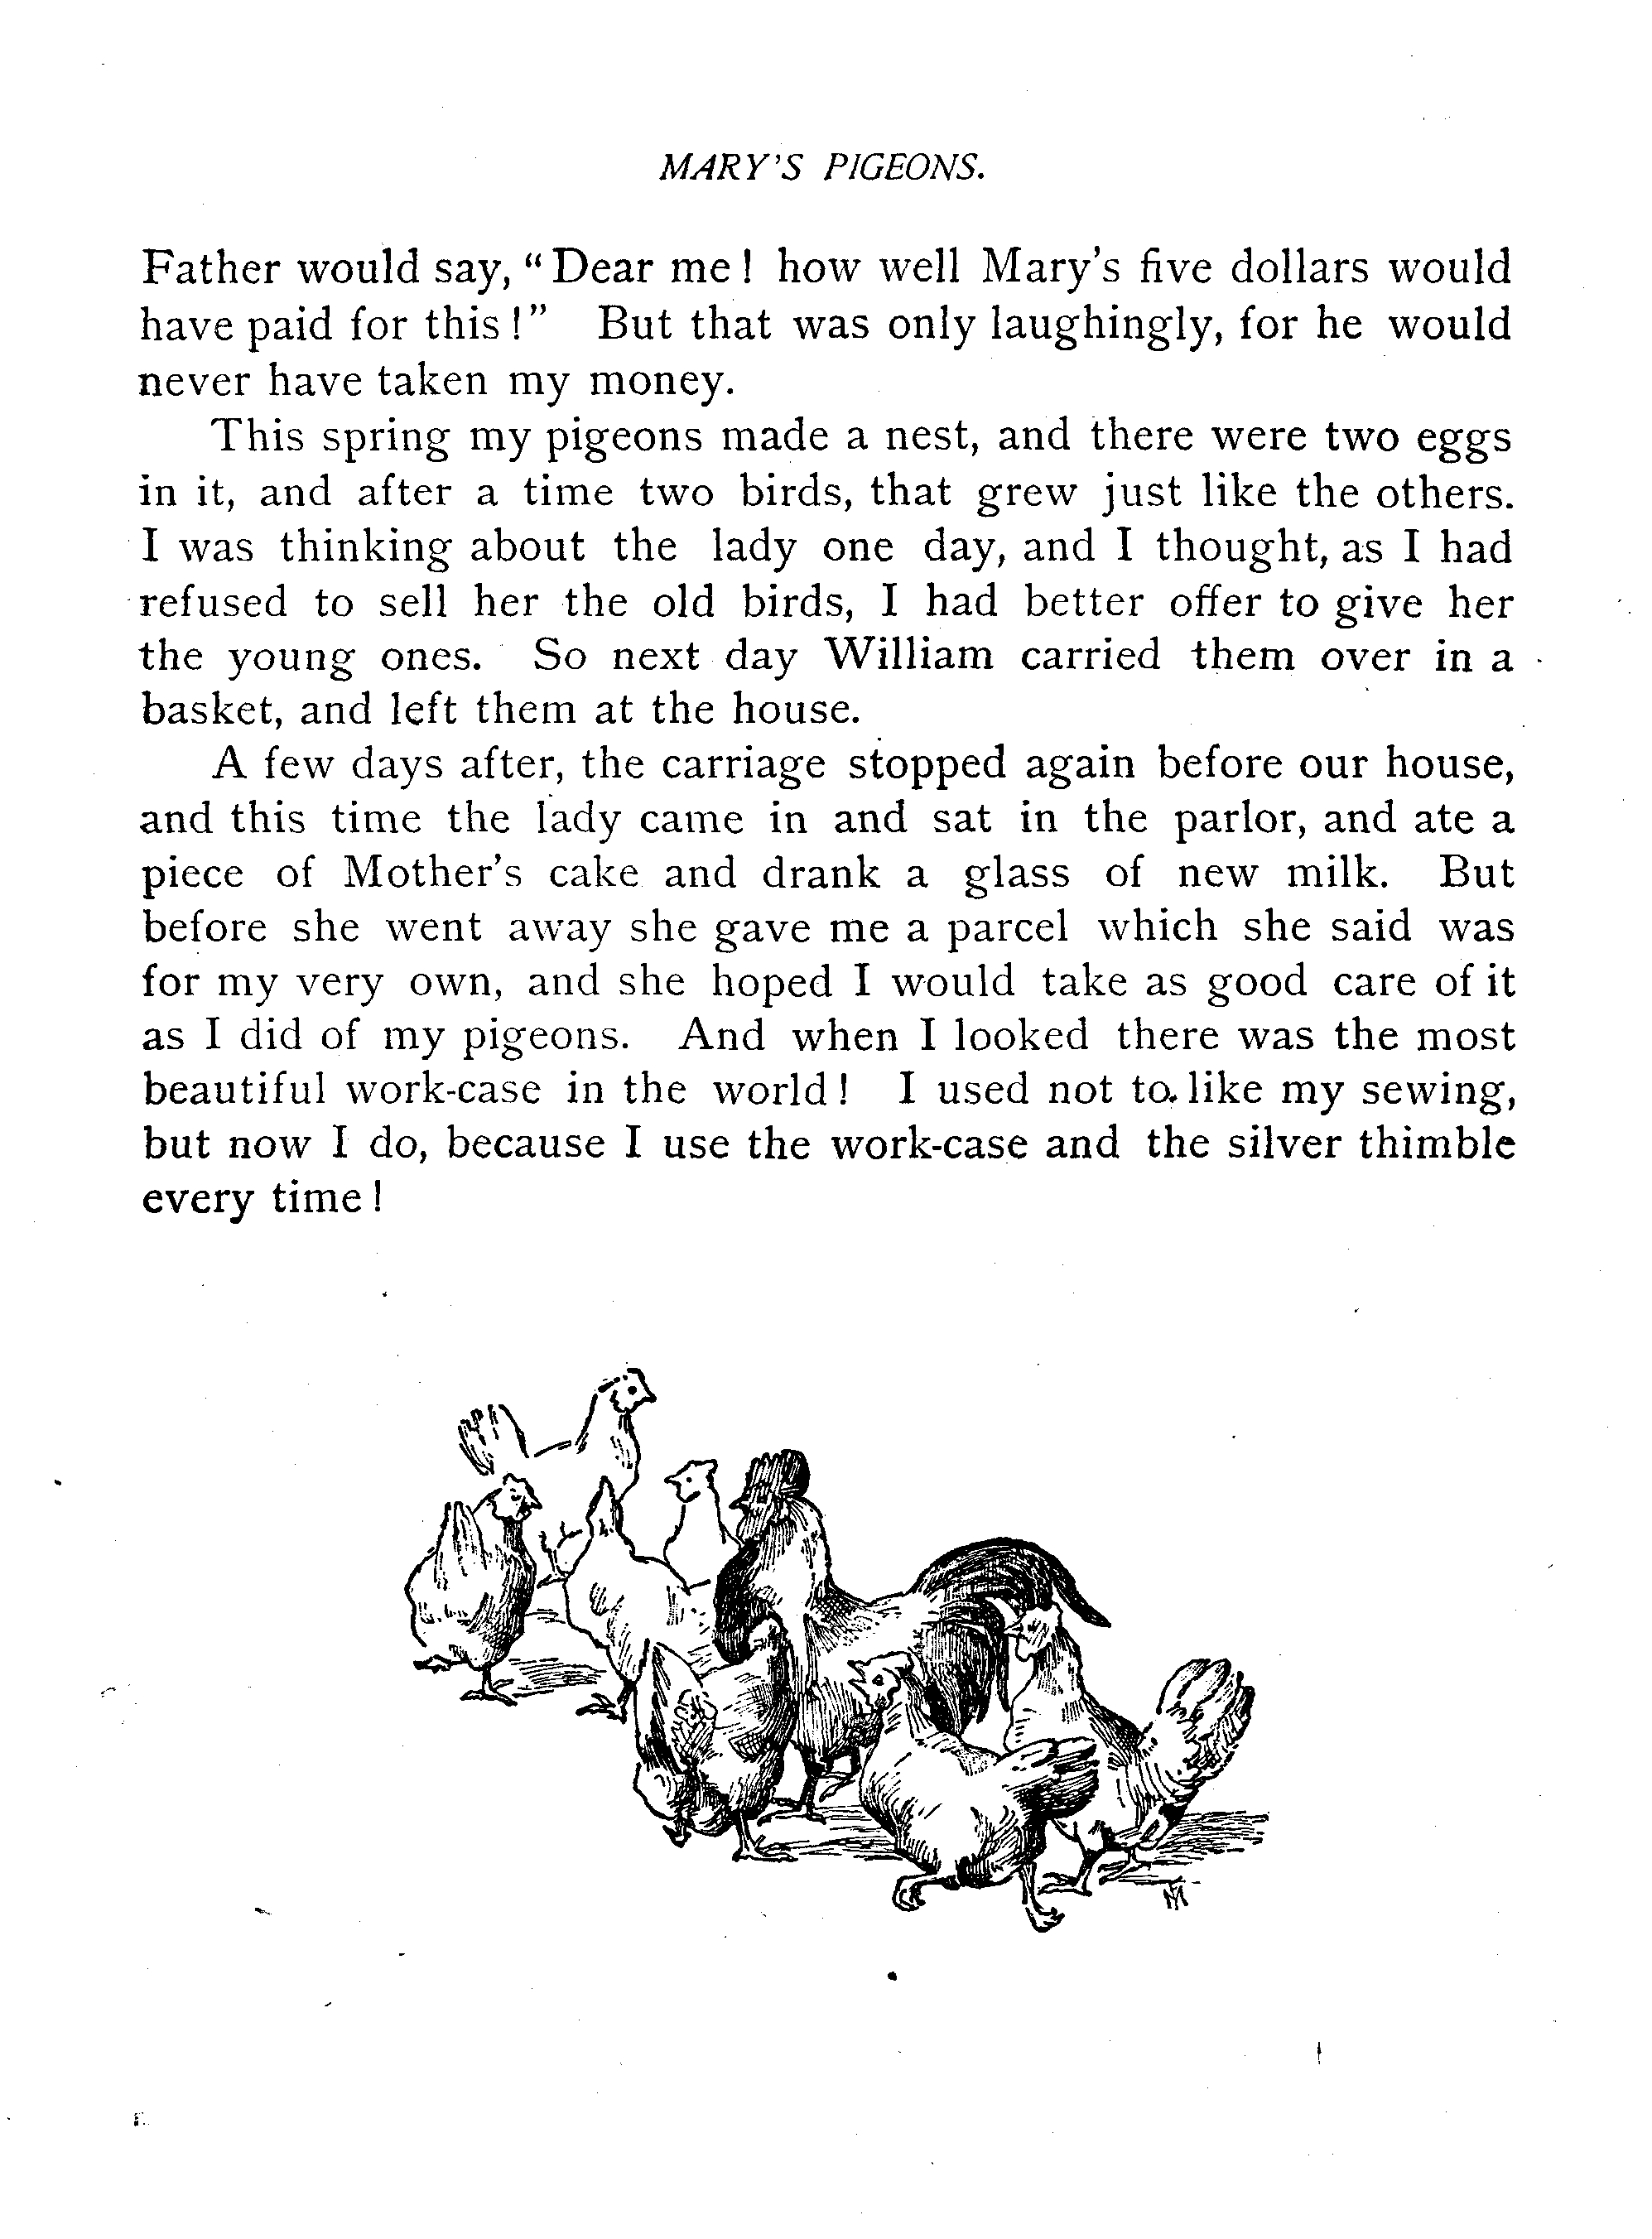 MARY'S PIGEONS.
Father would say, "Dear me! how well Mary's five dollars would
have paid for this!" But that was only laughingly, for he would
never have taken my money.
This spring my pigeons made a nest, and there were two eggs
in it, and after a time two birds, that grew just like the others.
I was thinking about the lady one day, and I thought, as I had
refused to sell her the old birds, I had better offer to give her
the young ones. So next day William carried them over in a
basket, and left them at the house.
A few days after, the carriage stopped again before our house,
and this time the lady came in and sat in the parlor, and ate a
piece of Mother's cake and drank a glass of new milk. But
before she went away she gave me a parcel which she said was
for my very own, and she hoped I would take as good care of it
as I did of my pigeons. And when I looked there was the most
beautiful work-case in the world! I used not to like my sewing,
but now I do, because I use the work-case and the silver thimble
every time!